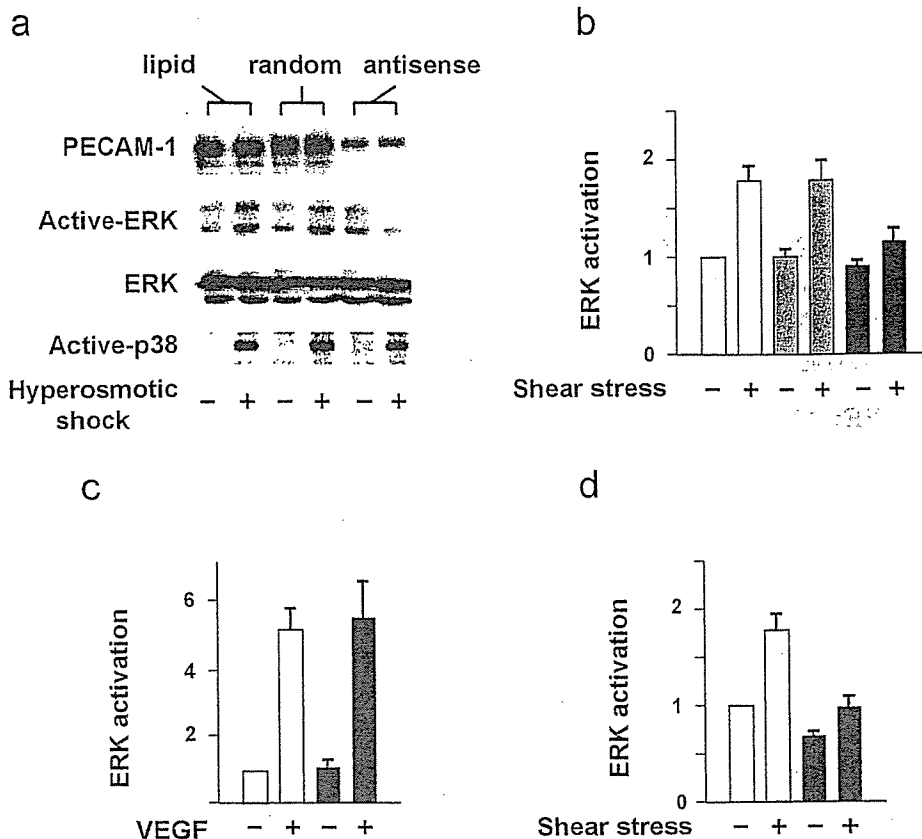 a
lipid random antisense
PECAM-1
Active-ERK
ERK
Active-p38
Hyperosmotic
shock
− + − + − +
b
ERK activation
2
1
0
Shear stress − + − + − +
c
ERK activation
6
4
2
VEGF − + − +
d
ERK activation
2
1
0
Shear stress − + − +